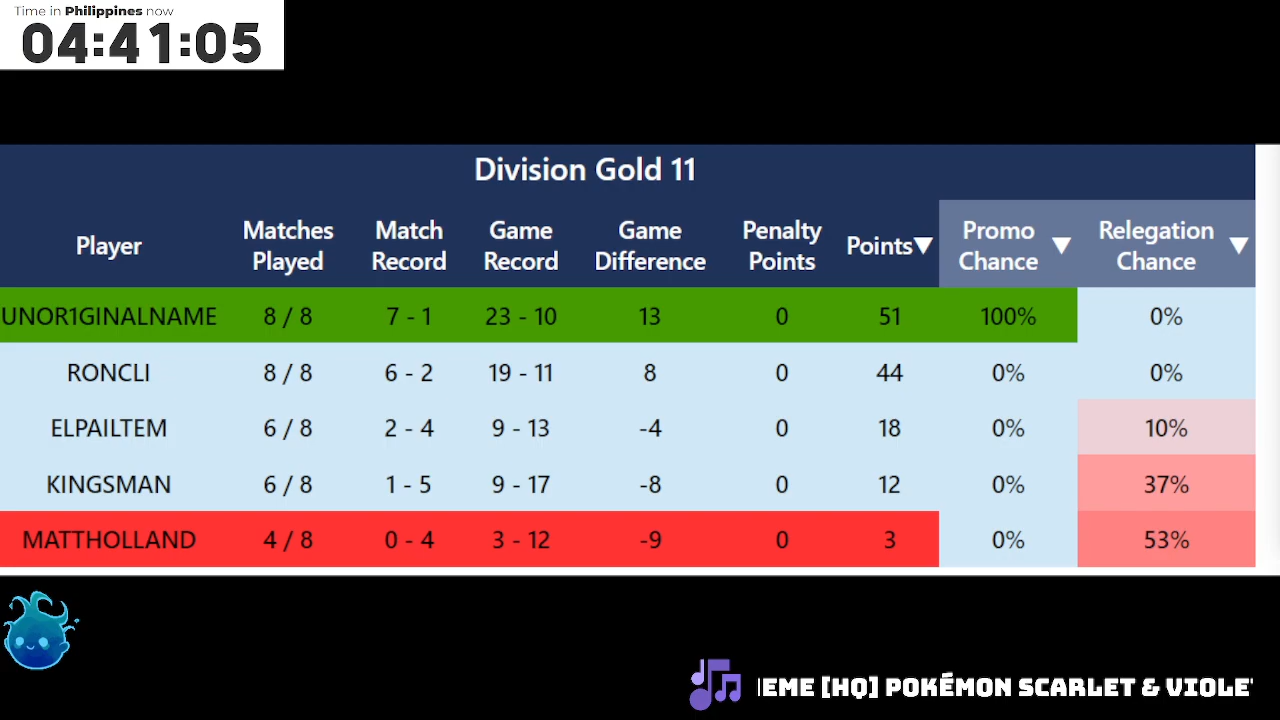 Time in Philippines now
04:41:05
Division Gold 11
Player Matches Played Match Record Game Record Game Difference Penalty Points Points▼ Promo Chance ▼ Relegation Chance ▼
UNOR1GINALNAME 8 / 8 7 - 1 23 - 10 13 0 51 100% 0%
RONCLI 8 / 8 6 - 2 19 - 11 8 0 44 0% 0%
ELPAILTEM 6 / 8 2 - 4 9 - 13 -4 0 18 0% 10%
KINGSMAN 6 / 8 1 - 5 9 - 17 -8 0 12 0% 37%
MATTHOLLAND 4 / 8 0 - 4 3 - 12 -9 0 3 0% 53%
[HQ] POKÉMON SCARLET & VIOLE